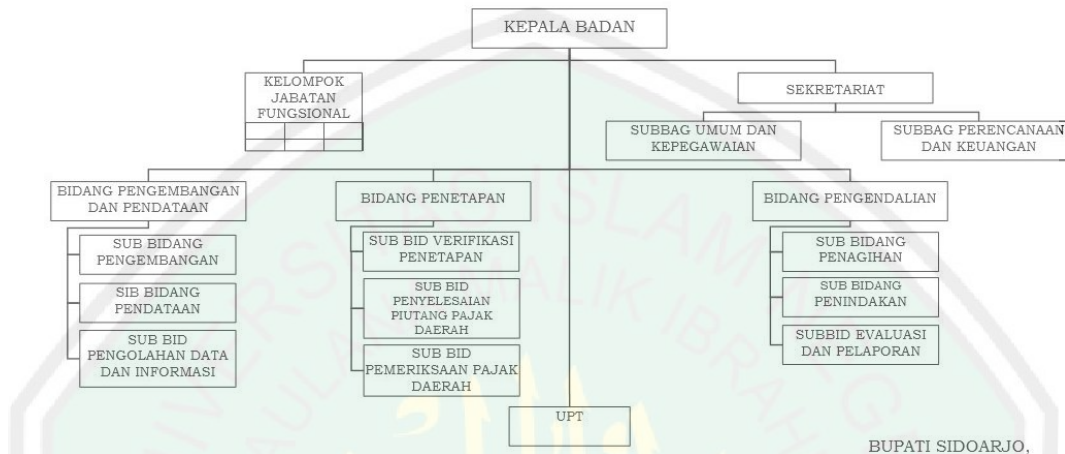 KEPALA BADAN
KELOMPOK
JABATAN
FUNGSIONAL
SEKRETARIAT
SUBBAG UMUM DAN
KEPEGAWAIAN
SUBBAG PERENCANAAN
DAN KEUANGAN
BIDANG PENGEMBANGAN
DAN PENDATAAN
SUB BIDANG
PENGEMBANGAN
SIB BIDANG
PENDATAAN
SUB BID
PENGOLAHAN DATA
DAN INFORMASI
BIDANG PENETAPAN
SUB BID VERIFIKASI
PENETAPAN
SUB BID
PENYELESAIAN
PIUTANG PAJAK
DAERAH
SUB BID
PEMERIKSAAN PAJAK
DAERAH
BIDANG PENGENDALIAN
SUB BIDANG
PENAGIHAN
SUB BIDANG
PENINDAKAN
SUBBID EVALUASI
DAN PELAPORAN
UPT
BUPATI SIDOARJO,